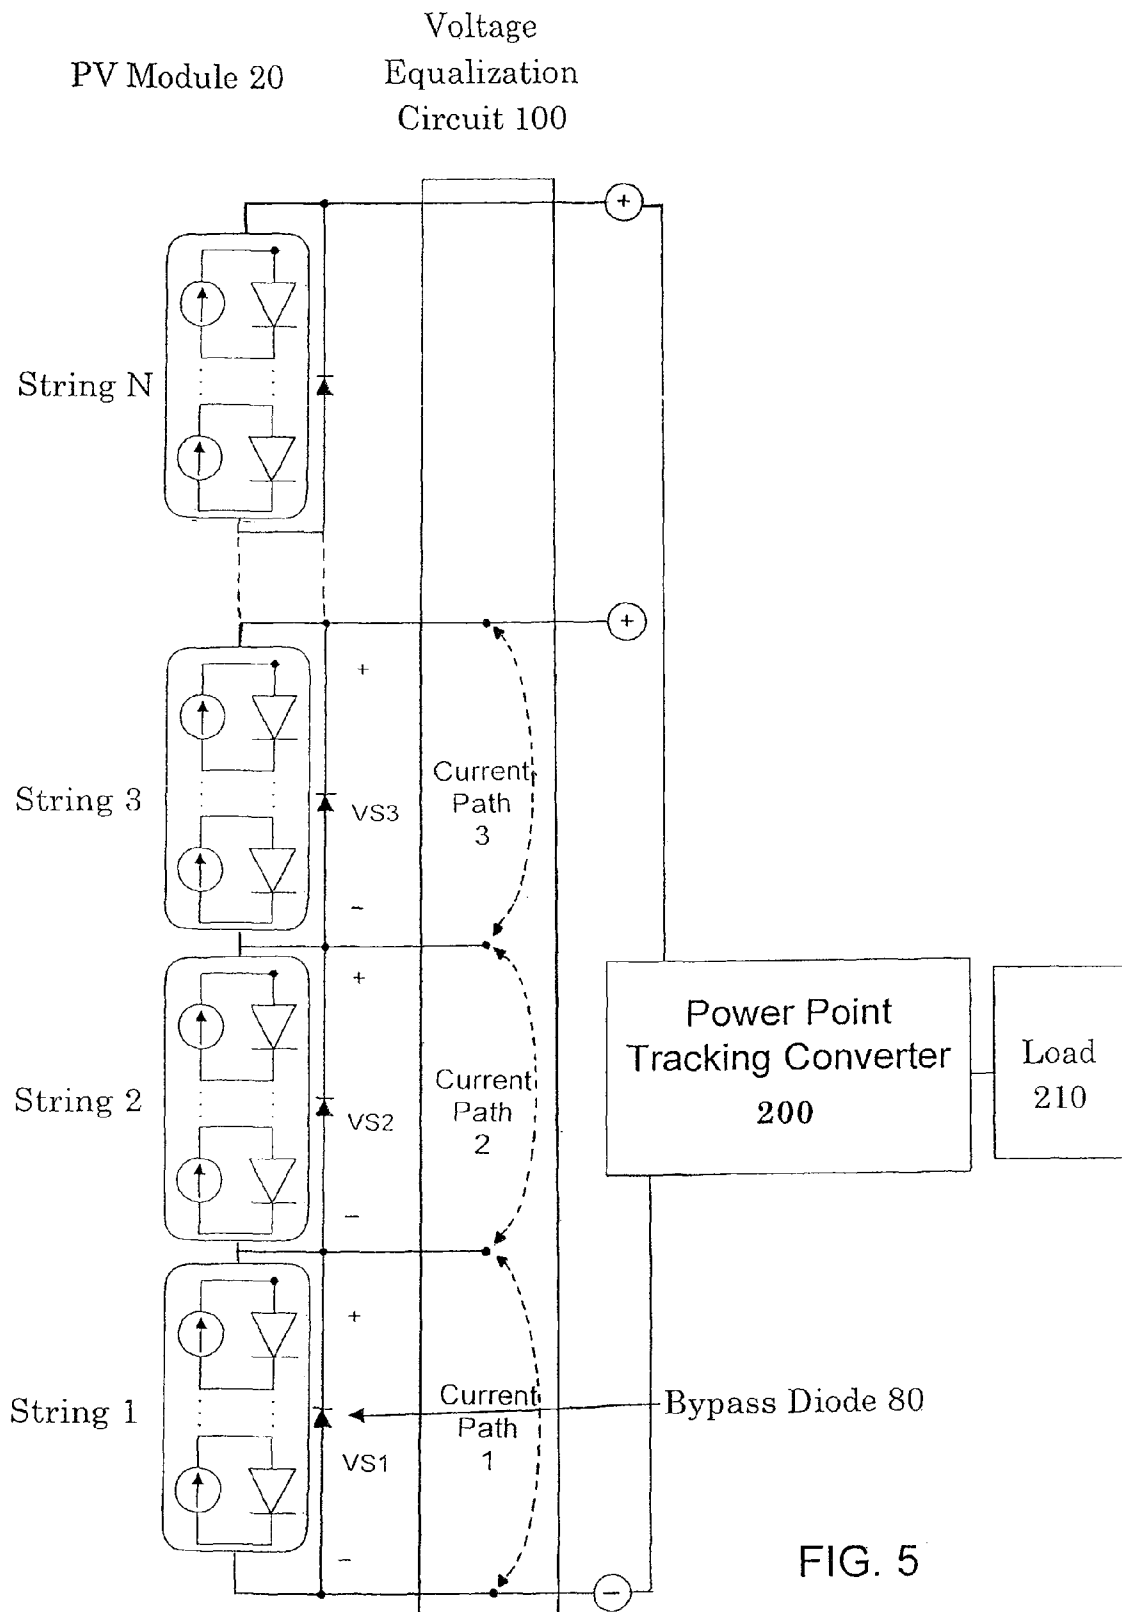 Voltage
Equalization
Circuit 100
PV Module 20
+
String N
+
+
String 3
VS3
Current
Path
3
−
+
Power Point
Tracking Converter
200
Load
210
String 2
VS2
Current
Path
2
−
+
String 1
VS1
Current
Path
1
Bypass Diode 80
−
−
FIG. 5